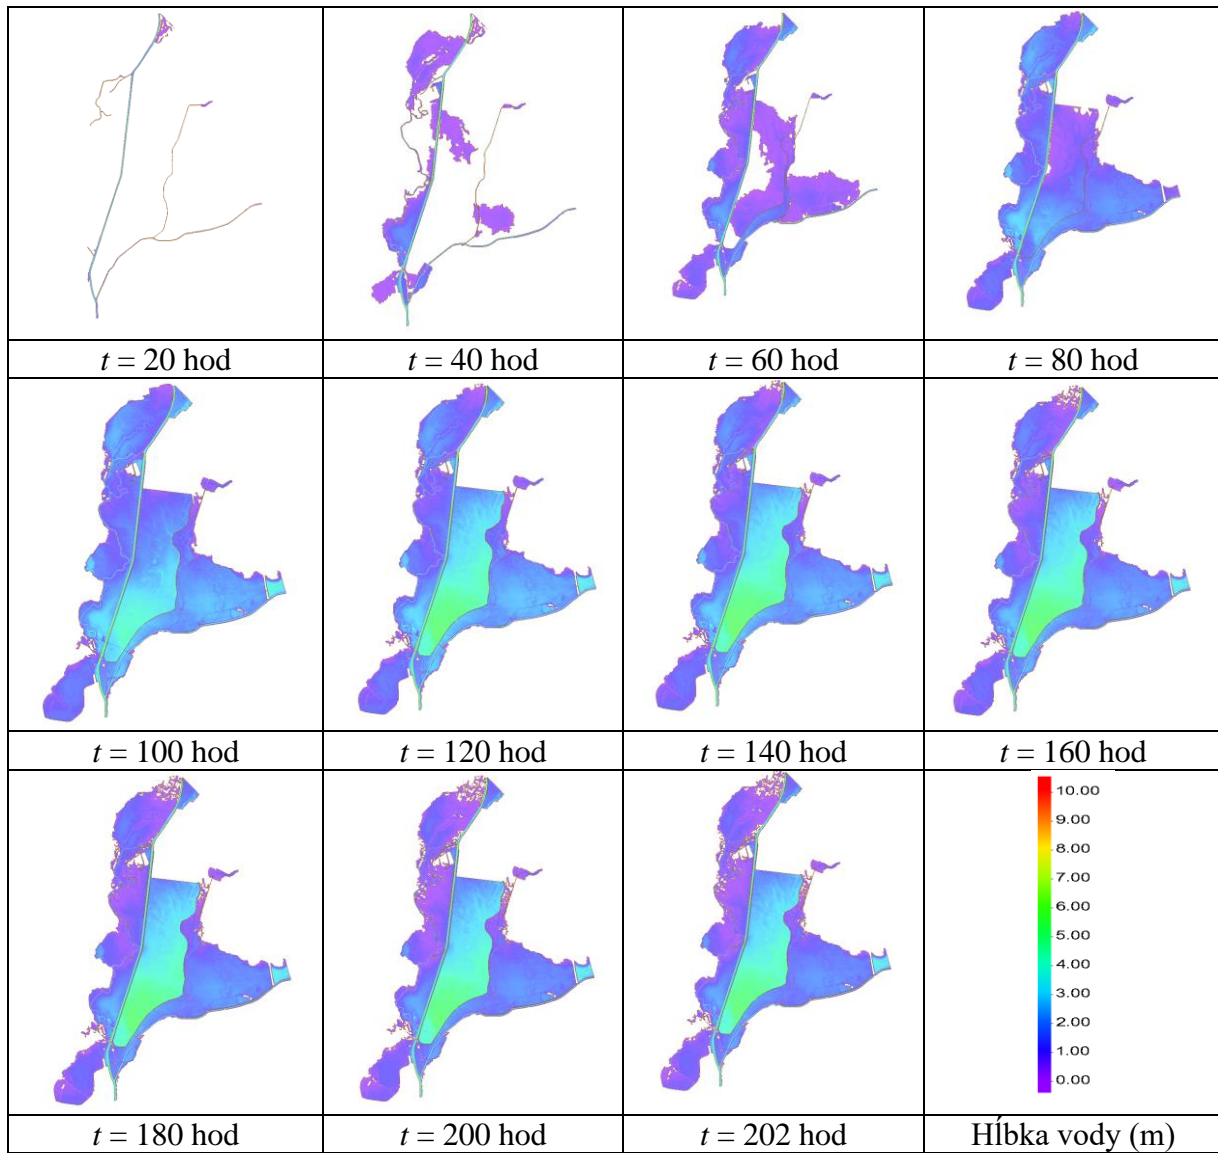 t = 20 hod
t = 40 hod
t = 60 hod
t = 80 hod
t = 100 hod
t = 120 hod
t = 140 hod
t = 160 hod
10.00
9.00
8.00
7.00
6.00
5.00
4.00
3.00
2.00
1.00
0.00
t = 180 hod
t = 200 hod
t = 202 hod
Hĺbka vody (m)